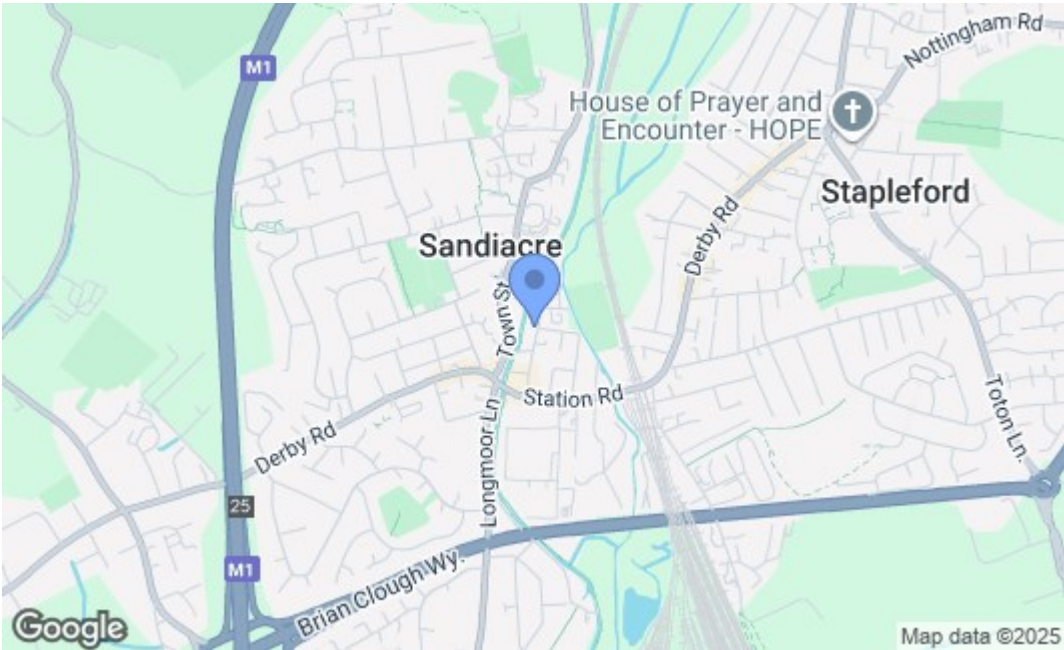 M1
Nottingham Rd
House of Prayer and
Encounter - HOPE
Stapleford
Derby Rd
Sandiacre
Town St
Station Rd
Toton Ln.
Longmoor Ln
Derby Rd
25
M1
Brian Clough Wy.
Google
Map data ©2025